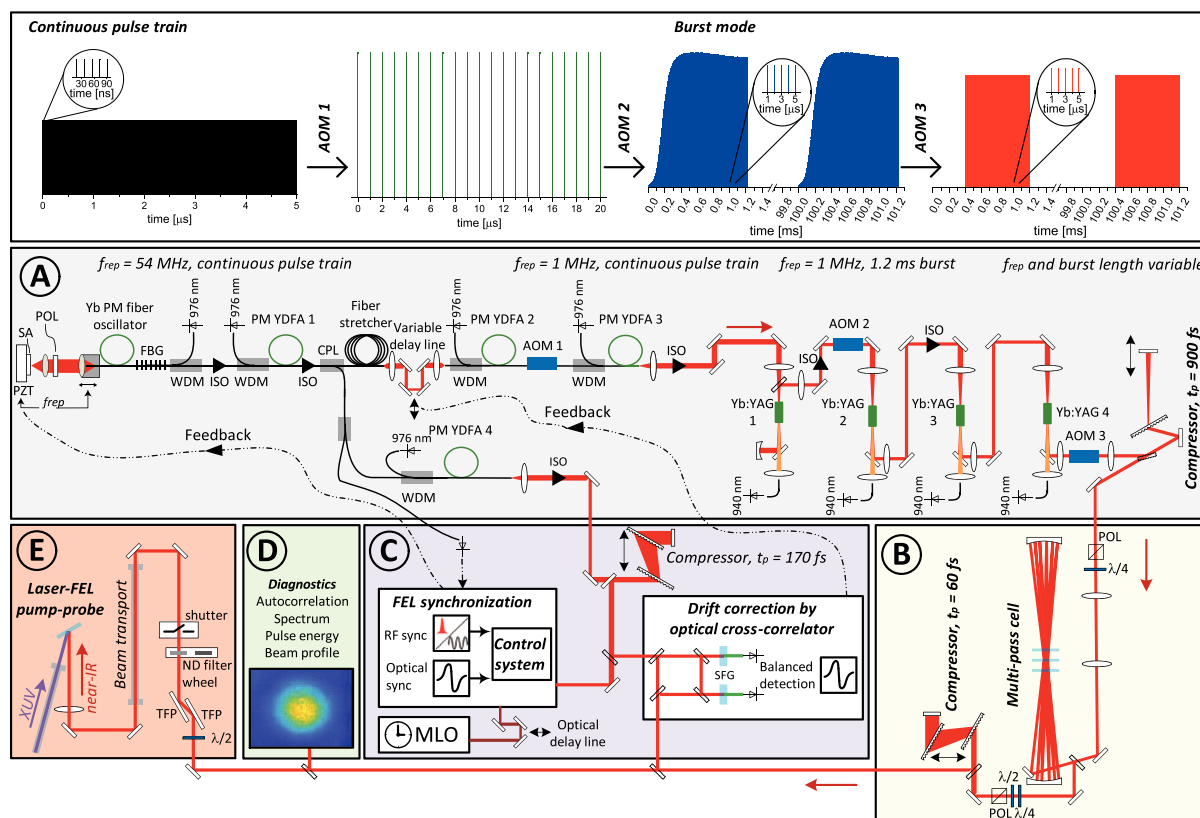 Continuous pulse train
Burst mode
30 60 90
time [ns]
AOM 1
AOM 2
1 3 5
time [µs]
AOM 3
1 3 5
time [µs]
0 1 2 3 4 5
time [µs]
0 2 4 6 8 10 12 14 16 18 20
time [µs]
0.0 0.2 0.4 0.6 0.8 1.0 1.2 1.4 99.8 100.0 100.2 100.4 100.6 100.8 101.0 101.2
time [ms]
0.0 0.2 0.4 0.6 0.8 1.0 1.2 1.4 99.8 100.0 100.2 100.4 100.6 100.8 101.0 101.2
time [ms]
A
frep = 54 MHz, continuous pulse train
frep = 1 MHz, continuous pulse train
frep = 1 MHz, 1.2 ms burst
frep and burst length variable
SA
POL
Yb PM fiber
oscillator
FBG
976 nm
WDM
ISO
976 nm
WDM
PM YDFA 1
ISO
CPL
Fiber
stretcher
Variable
delay line
976 nm
WDM
PM YDFA 2
AOM 1
976 nm
WDM
PM YDFA 3
ISO
ISO
AOM 2
ISO
PZT
frep
Feedback
Feedback
976 nm
WDM
PM YDFA 4
ISO
Yb:YAG
1
Yb:YAG
2
Yb:YAG
3
Yb:YAG 4
AOM 3
940 nm
940 nm
940 nm
940 nm
Compressor, tp = 900 fs
E
Laser-FEL
pump-probe
XUV
near-IR
Beam transport
shutter
ND filter
wheel
TFP
TFP
λ/2
D
Diagnostics
Autocorrelation
Spectrum
Pulse energy
Beam profile
C
Compressor, tp = 170 fs
FEL synchronization
RF sync
Optical
sync
Control
system
MLO
Optical
delay line
Drift correction by
optical cross-correlator
SFG
Balanced
detection
B
POL
λ/4
Compressor, tp = 60 fs
Multi-pass cell
λ/2
POL
λ/4